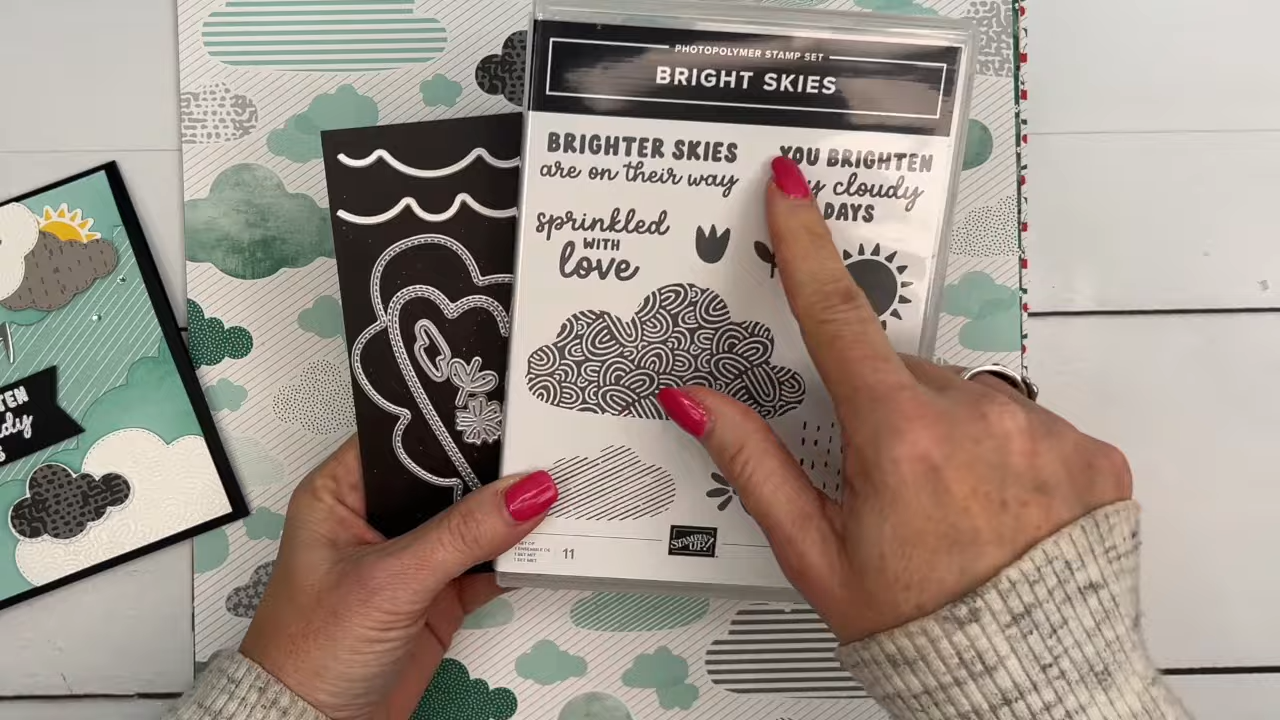 PHOTOPOLYMER STAMP SET
BRIGHT SKIES
BRIGHTER SKIES
are on their way
YOU BRIGHTEN
cloudy
DAYS
sprinkled
WITH
love
STAMPIN' UP!
11